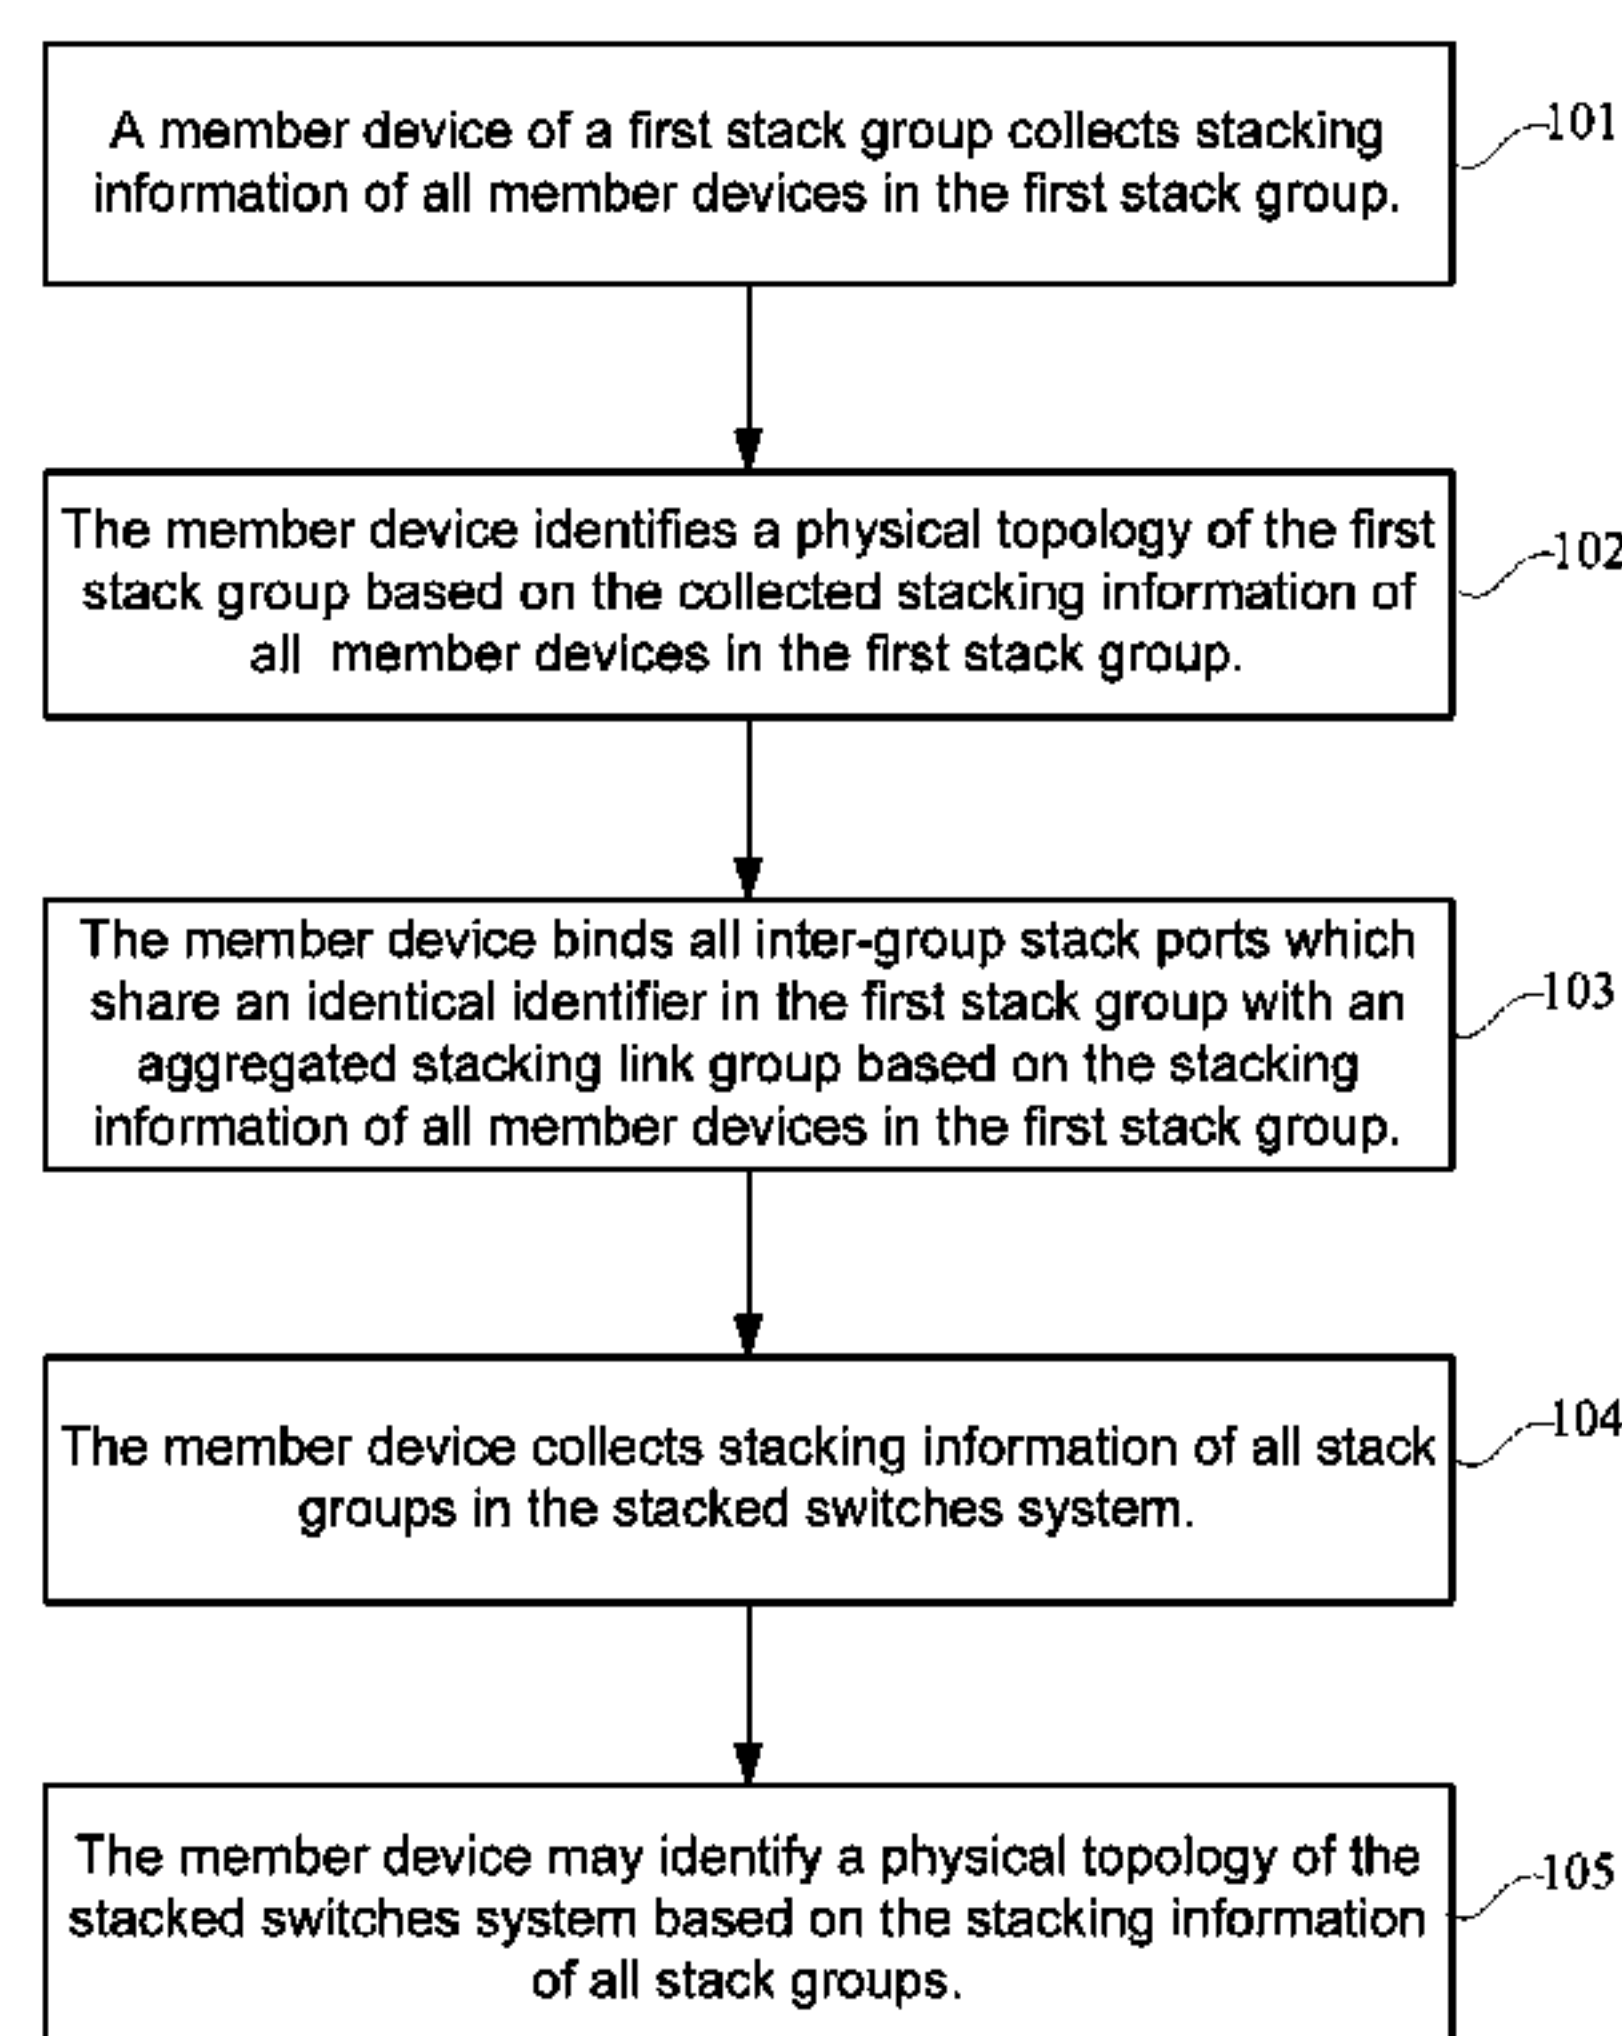 A member device of a first stack group collects stacking
information of all member devices in the first stack group.
101
The member device identifies a physical topology of the first
stack group based on the collected stacking information of
all member devices in the first stack group.
102
The member device binds all inter-group stack ports which
share an identical identifier in the first stack group with an
aggregated stacking link group based on the stacking
information of all member devices in the first stack group.
103
The member device collects stacking information of all stack
groups in the stacked switches system.
104
The member device may identify a physical topology of the
stacked switches system based on the stacking information
of all stack groups.
105